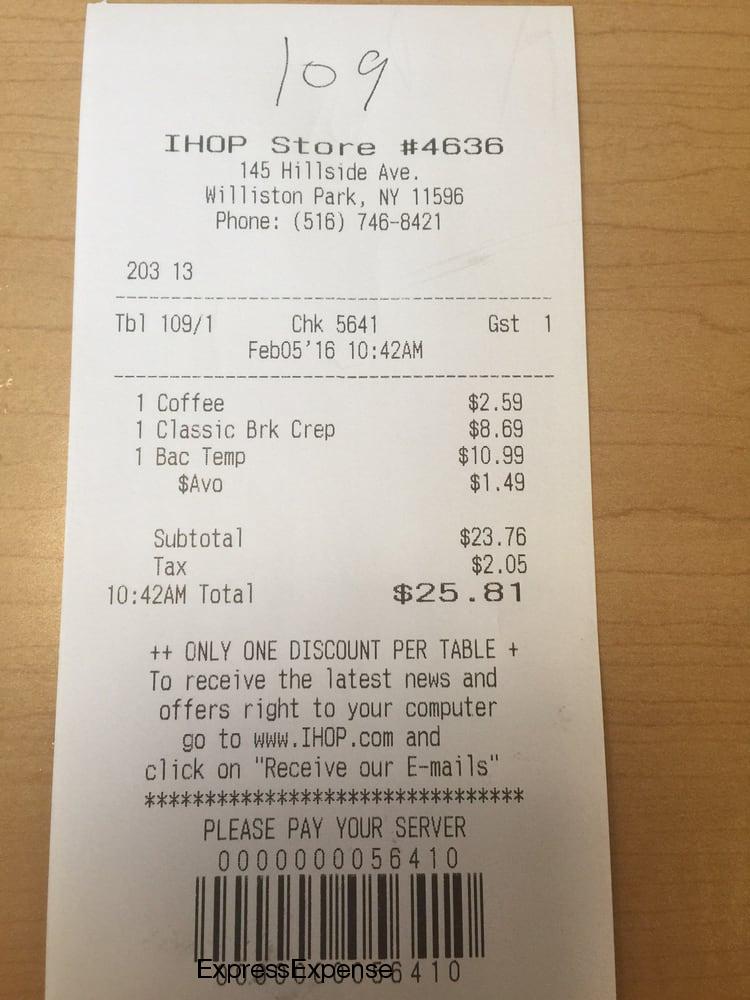 109
IHOP Store #4636
145 Hillside Ave.
Williston Park, NY 11596
Phone: (516) 746-8421
203 13
Tbl 109/1 Chk 5641 Gst 1
Feb05'16 10:42AM
1 Coffee $2.59
1 Classic Brk Crep $8.69
1 Bac Temp $10.99
$Avo $1.49
Subtotal $23.76
Tax $2.05
10:42AM Total $25.81
++ ONLY ONE DISCOUNT PER TABLE +
To receive the latest news and
offers right to your computer
go to www.IHOP.com and
click on "Receive our E-mails"
********************************
PLEASE PAY YOUR SERVER
0000000056410
ExpressExpense
56410